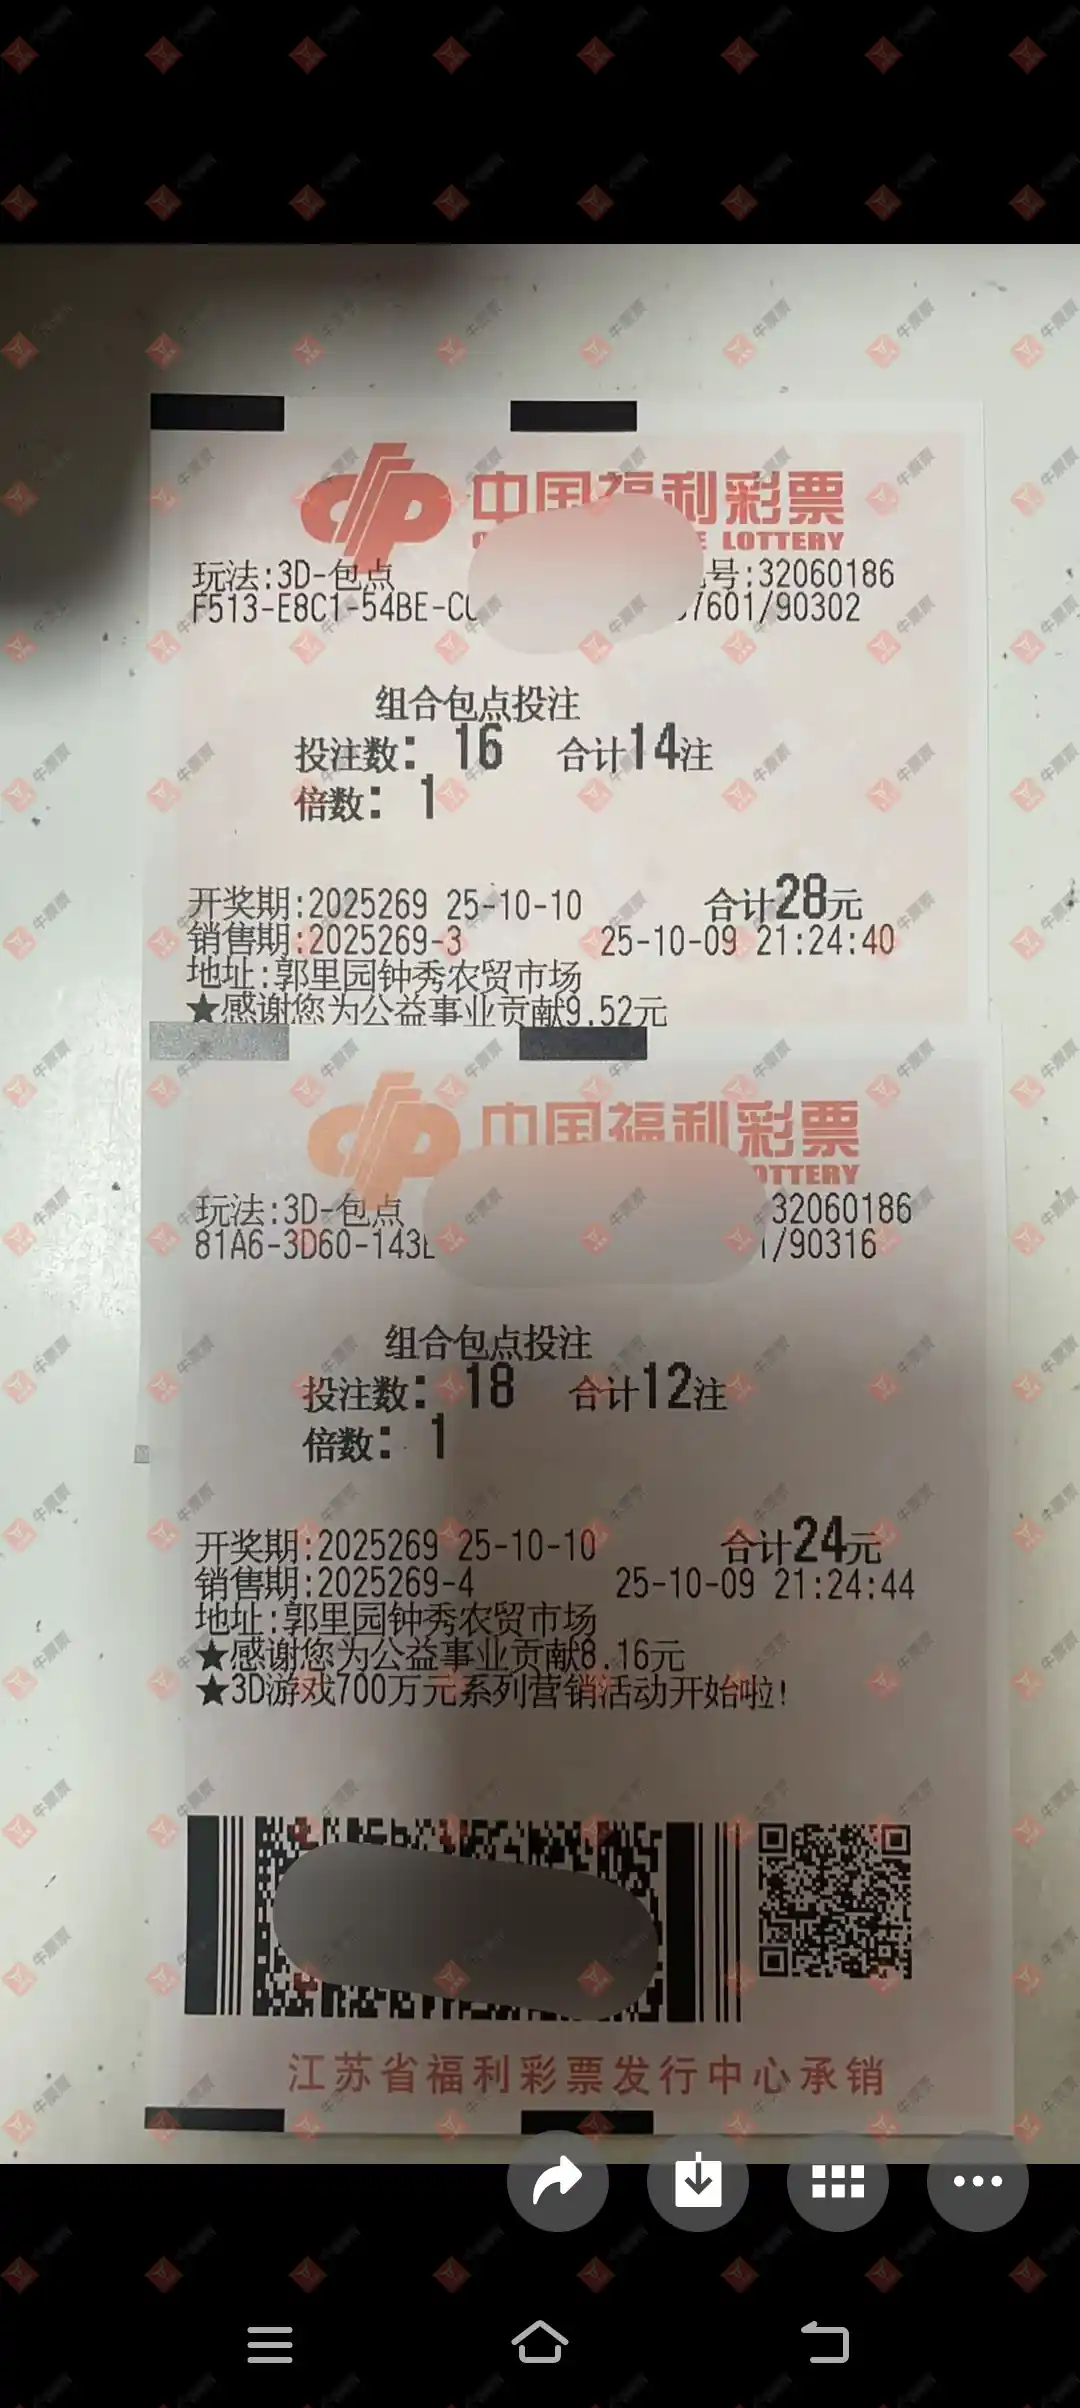 中国福利彩票
LOTTERY
玩法:3D-包点 号:32060186
F513-E8C1-54BE-C 7601/90302
组合包点投注
投注数: 16 合计14注
倍数: 1
开奖期:2025269 25-10-10 合计28元
销售期:2025269-3 25-10-09 21:24:40
地址:郭里园钟秀农贸市场
★感谢您为公益事业贡献9.52元
中国福利彩票
OTTERY
玩法:3D-包点 32060186
81A6-3D60-143 1/90316
组合包点投注
投注数: 18 合计12注
倍数: 1
开奖期:2025269 25-10-10 合计24元
销售期:2025269-4 25-10-09 21:24:44
地址:郭里园钟秀农贸市场
★感谢您为公益事业贡献8.16元
★3D游戏700万元系列营销活动开始啦!
江苏省福利彩票发行中心承销
牛票票